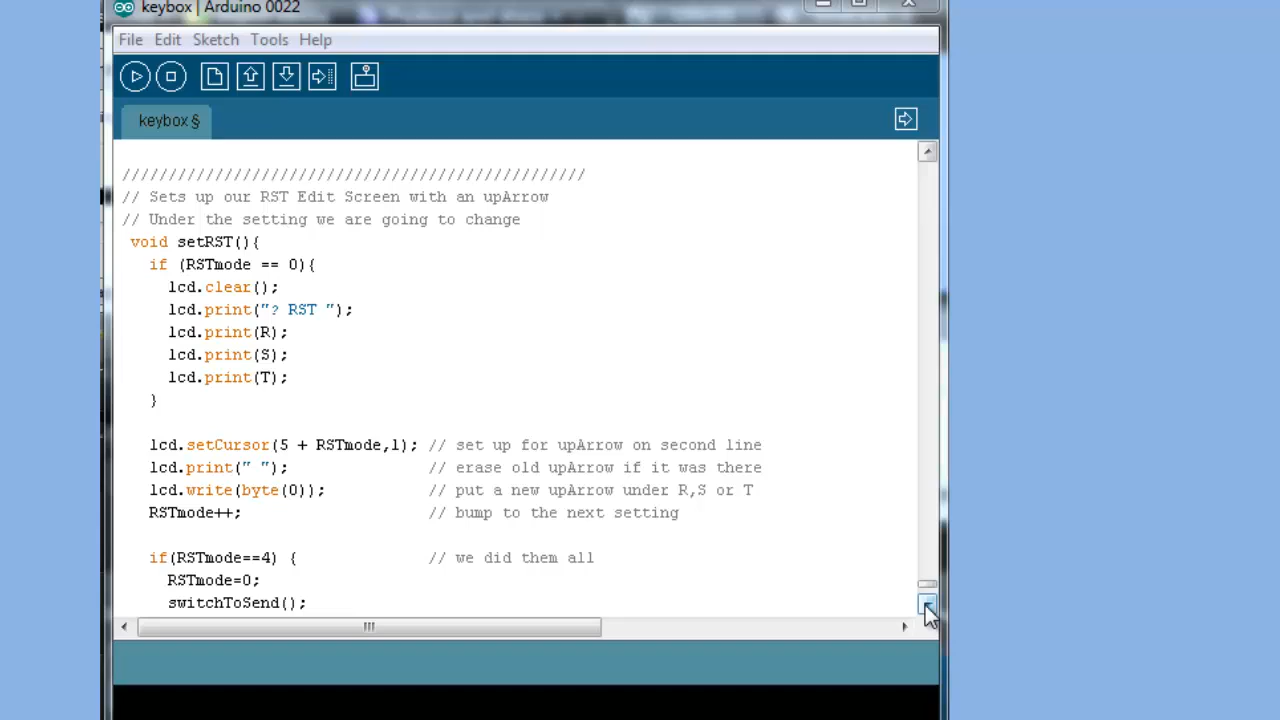 keybox | Arduino 0022
File Edit Sketch Tools Help
keybox §
//////////////////////////////////////////////////
// Sets up our RST Edit Screen with an upArrow
// Under the setting we are going to change
void setRST(){
if (RSTmode == 0){
lcd.clear();
lcd.print("? RST ");
lcd.print(R);
lcd.print(S);
lcd.print(T);
}
lcd.setCursor(5 + RSTmode,1); // set up for upArrow on second line
lcd.print(" "); // erase old upArrow if it was there
lcd.write(byte(0)); // put a new upArrow under R,S or T
RSTmode++; // bump to the next setting
if(RSTmode==4) { // we did them all
RSTmode=0;
switchToSend();